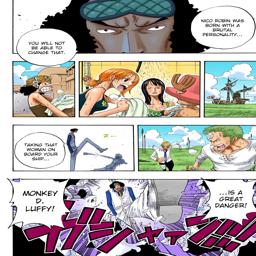 NICO ROBIN WAS
BORN WITH A
BRUTAL
PERSONALITY...
YOU WILL
NOT BE
ABLE TO
CHANGE THAT.
TAKING THAT
WOMAN ON
BOARD YOUR
SHIP...
MONKEY
D.
LUFFY!
...IS A
GREAT
DANGER!